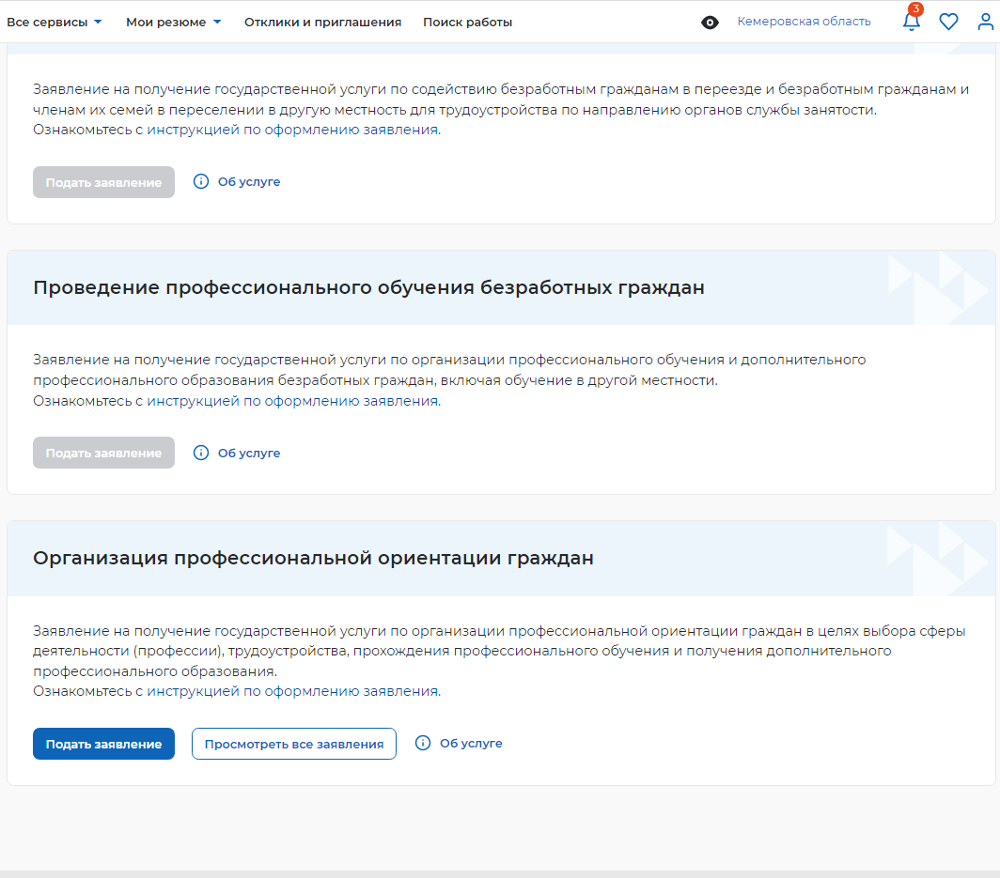 Все сервисы Мои резюме Отклики и приглашения Поиск работы Кемеровская область 3
Заявление на получение государственной услуги по содействию безработным гражданам в переезде и безработным гражданам и
членам их семей в переселении в другую местность для трудоустройства по направлению органов службы занятости.
Ознакомьтесь с инструкцией по оформлению заявления.
Подать заявление Об услуге
Проведение профессионального обучения безработных граждан
Заявление на получение государственной услуги по организации профессионального обучения и дополнительного
профессионального образования безработных граждан, включая обучение в другой местности.
Ознакомьтесь с инструкцией по оформлению заявления.
Подать заявление Об услуге
Организация профессиональной ориентации граждан
Заявление на получение государственной услуги по организации профессиональной ориентации граждан в целях выбора сферы
деятельности (профессии), трудоустройства, прохождения профессионального обучения и получения дополнительного
профессионального образования.
Ознакомьтесь с инструкцией по оформлению заявления.
Подать заявление Просмотреть все заявления Об услуге